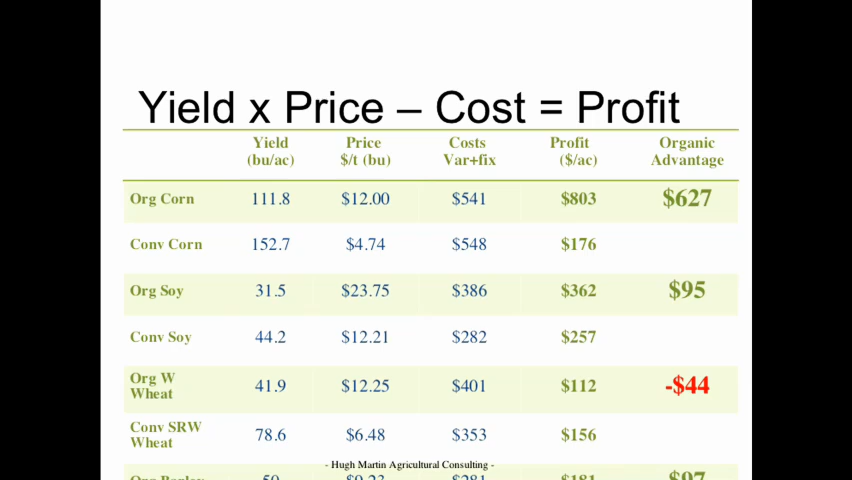 Yield x Price – Cost = Profit
Yield (bu/ac) Price $/t (bu) Costs Var+fix Profit ($/ac) Organic Advantage
Org Corn 111.8 $12.00 $541 $803 $627
Conv Corn 152.7 $4.74 $548 $176
Org Soy 31.5 $23.75 $386 $362 $95
Conv Soy 44.2 $12.21 $282 $257
Org W Wheat 41.9 $12.25 $401 $112 -$44
Conv SRW Wheat 78.6 $6.48 $353 $156
- Hugh Martin Agricultural Consulting -